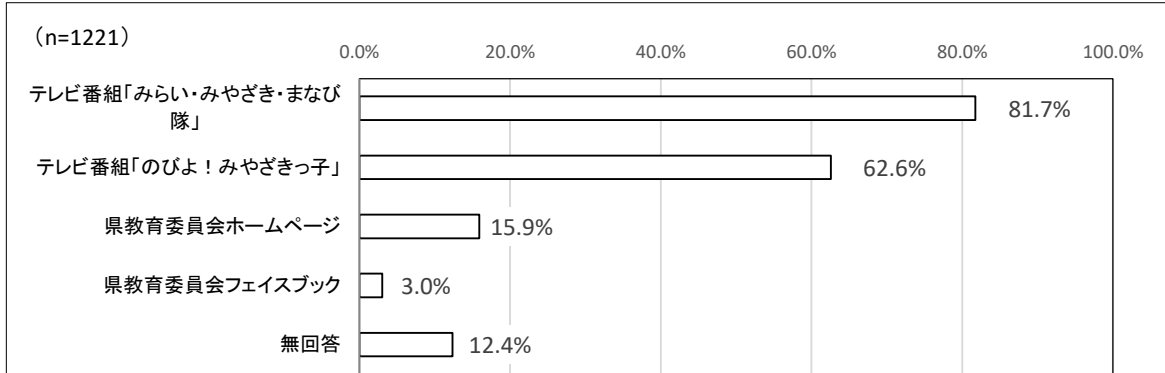 （n=1221）
0.0% 20.0% 40.0% 60.0% 80.0% 100.0%
テレビ番組「みらい・みやざき・まなび
隊」
81.7%
テレビ番組「のびよ！みやざきっ子」
62.6%
県教育委員会ホームページ
15.9%
県教育委員会フェイスブック
3.0%
無回答
12.4%